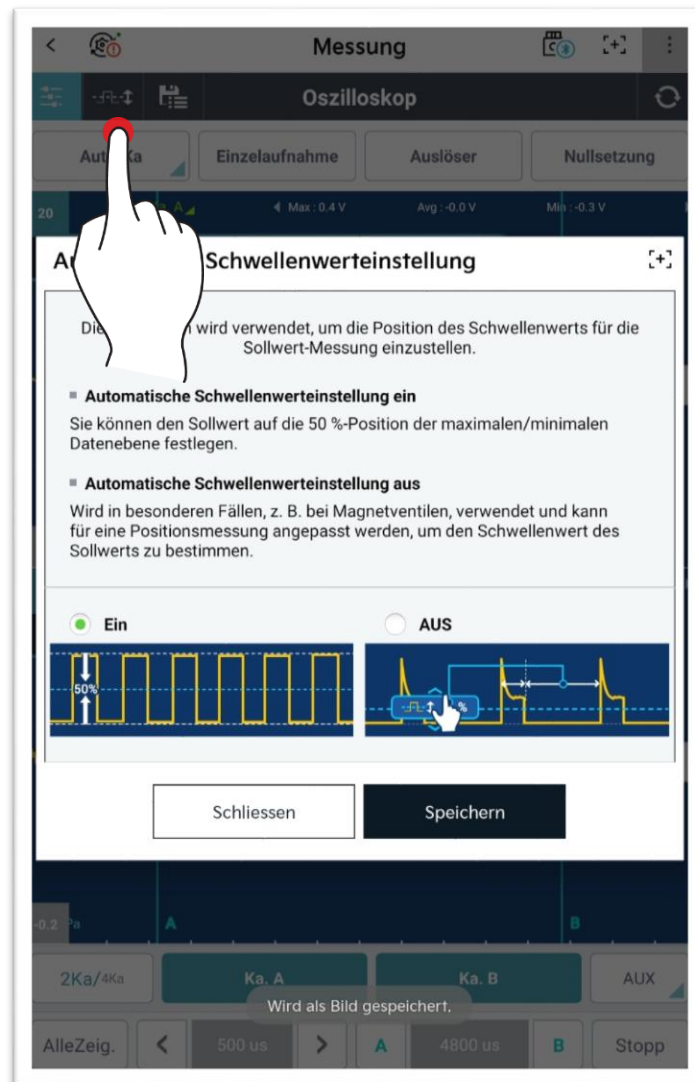 Messung
Oszilloskop
Einzelaufnahme
Auslöser
Nullsetzung
20
Max : 0.4 V
Avg : -0.0 V
: -0.3 V
Schwellenwerteinstellung
[+]
wird verwendet, um die Position des Schwellenwerts für die
Sollwert-Messung einzustellen.
Automatische Schwellenwerteinstellung ein
Sie können den Sollwert auf die 50 %-Position der maximalen/minimalen
Datenebene festlegen.
Automatische Schwellenwerteinstellung aus
Wird in besonderen Fällen, z. B. bei Magnetventilen, verwendet und kann
für eine Positionsmessung angepasst werden, um den Schwellenwert des
Sollwerts zu bestimmen.
Ein
AUS
50%
%
Schliessen
Speichern
-0.2
A
B
2Ka/4Ka
Ka. A
Ka. B
AUX
Wird als Bild gespeichert.
AlleZeig.
500 us
A
4800 us
B
Stopp